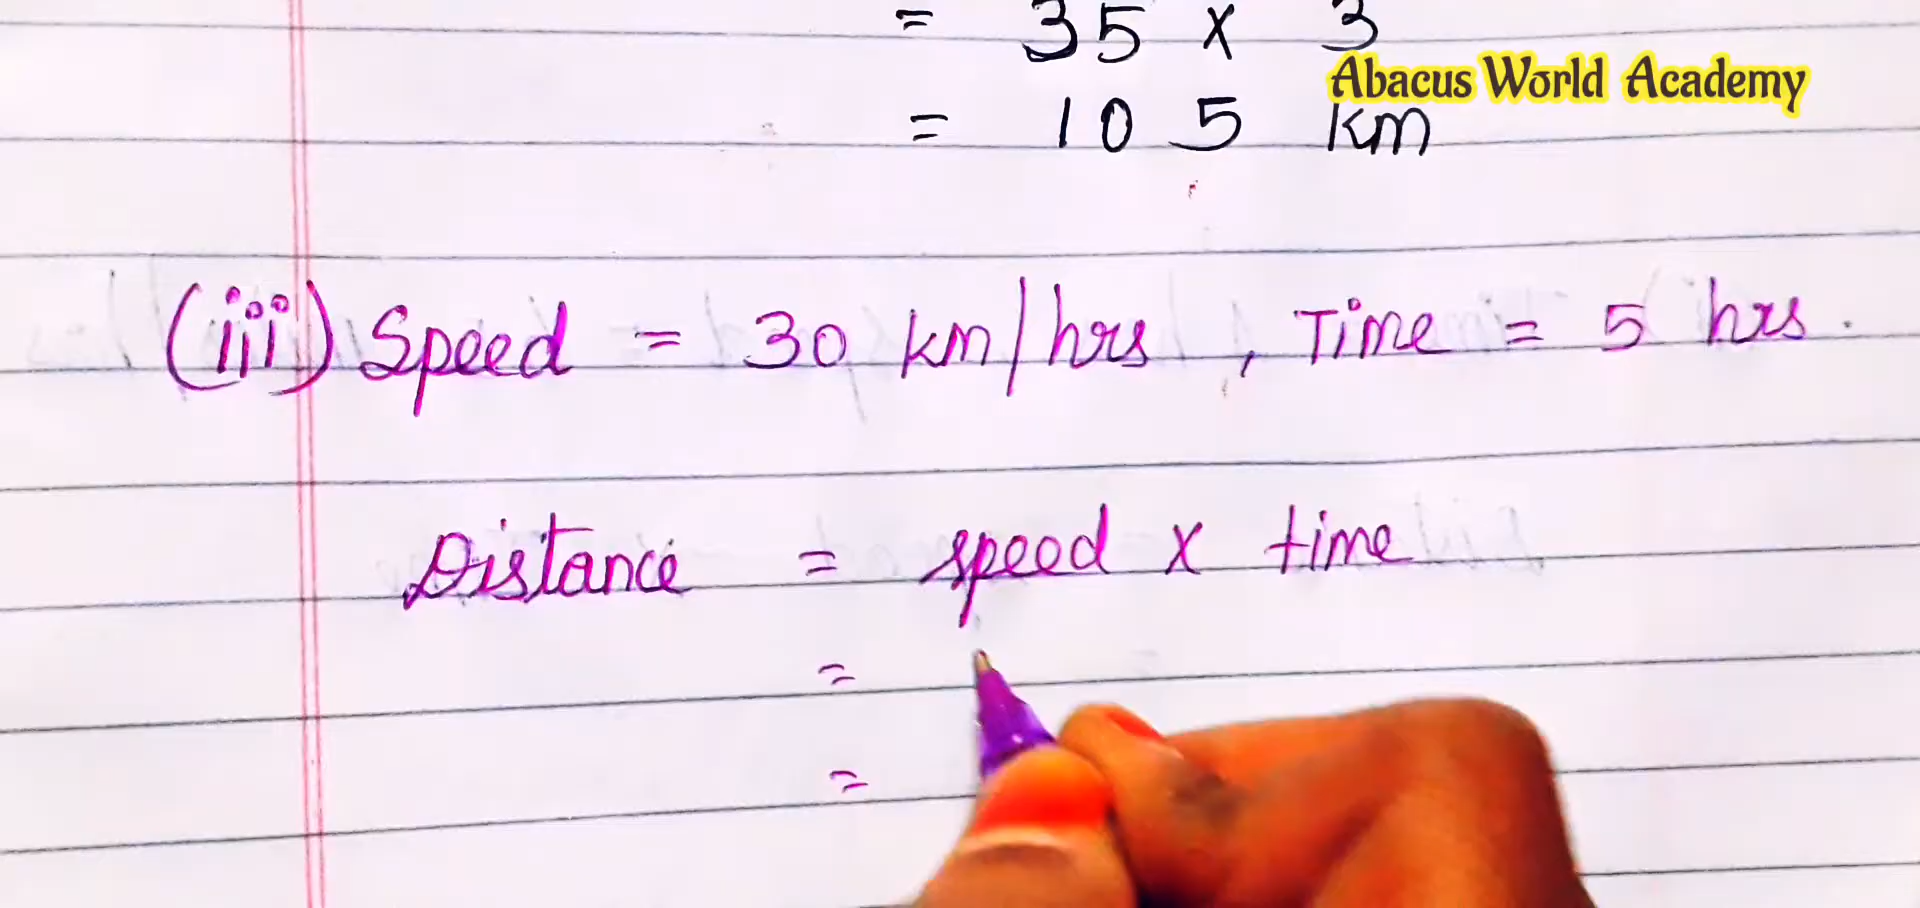 = 35 x 3
Abacus World Academy
= 105 km
(iii) Speed = 30 km/hrs , Time = 5 hrs.
Distance = speed x time
=
=